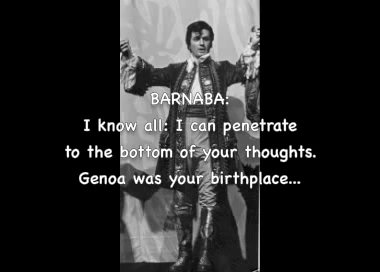 BARNABA:
I know all: I can penetrate
to the bottom of your thoughts.
Genoa was your birthplace...